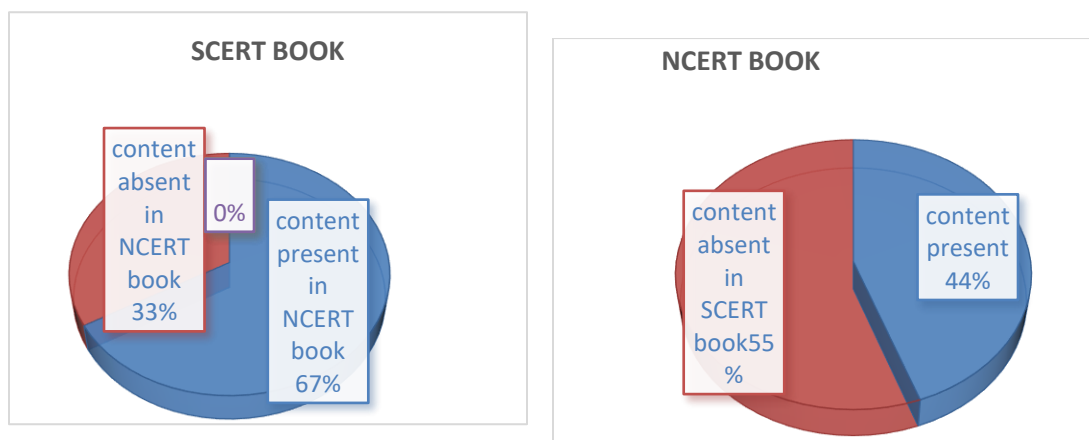 SCERT BOOK
content
absent
in
NCERT
book
33%
0%
content
present
in
NCERT
book
67%
NCERT BOOK
content
absent
in
SCERT
book55
%
content
present
44%